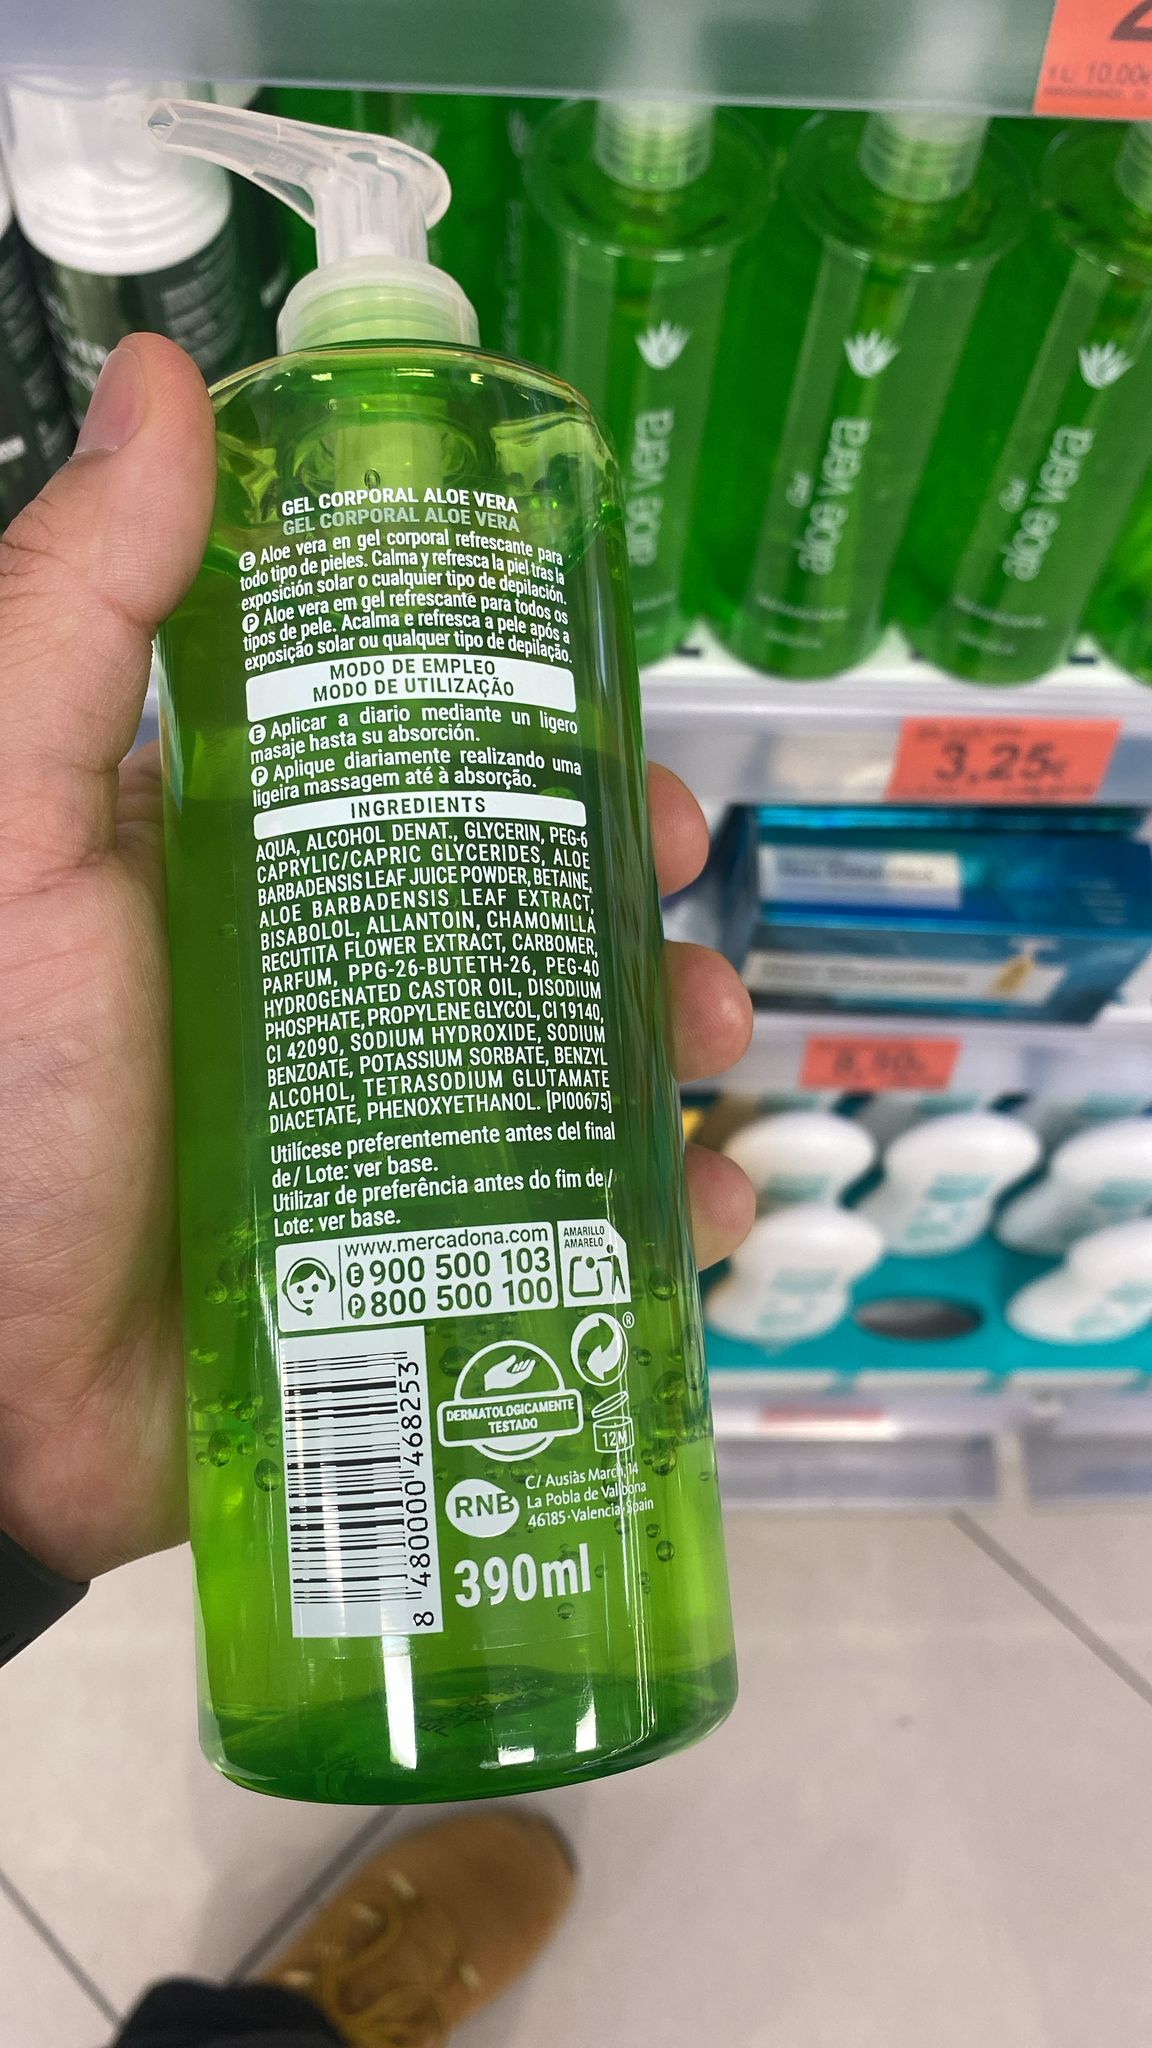 GEL CORPORAL ALOE VERA
GEL CORPORAL ALOE VERA
E Aloe vera en gel corporal refrescante para
todo tipo de pieles. Calma y refresca la piel tras la
exposición solar o cualquier tipo de depilación.
P Aloe vera em gel refrescante para todos os
tipos de pele. Acalma e refresca a pele após a
exposição solar ou qualquer tipo de depilação.
MODO DE EMPLEO
MODO DE UTILIZAÇÃO
E Aplicar a diario mediante un ligero
masaje hasta su absorción.
P Aplique diariamente realizando uma
ligeira massagem até à absorção.
INGREDIENTS
AQUA, ALCOHOL DENAT., GLYCERIN, PEG-6
CAPRYLIC/CAPRIC GLYCERIDES, ALOE
BARBADENSIS LEAF JUICE POWDER, BETAINE,
ALOE BARBADENSIS LEAF EXTRACT,
BISABOLOL, ALLANTOIN, CHAMOMILLA
RECUTITA FLOWER EXTRACT, CARBOMER,
PARFUM, PPG-26-BUTETH-26, PEG-40
HYDROGENATED CASTOR OIL, DISODIUM
PHOSPHATE, PROPYLENE GLYCOL, CI 19140,
CI 42090, SODIUM HYDROXIDE, SODIUM
BENZOATE, POTASSIUM SORBATE, BENZYL
ALCOHOL, TETRASODIUM GLUTAMATE
DIACETATE, PHENOXYETHANOL. [PI00675]
Utilícese preferentemente antes del final
de/ Lote: ver base.
Utilizar de preferência antes do fim de /
Lote: ver base.
www.mercadona.com
E 900 500 103
P 800 500 100
AMARILLO
AMARELO
8 480000 468253
DERMATOLOGICAMENTE
TESTADO
®
12M
RNB
C/ Ausiàs March, 14
La Pobla de Vallbona
46185 · Valencia · Spain
390ml
aloe vera
Gel
aloe vera
Gel
aloe vera
1 L: 10.00€
3,25€